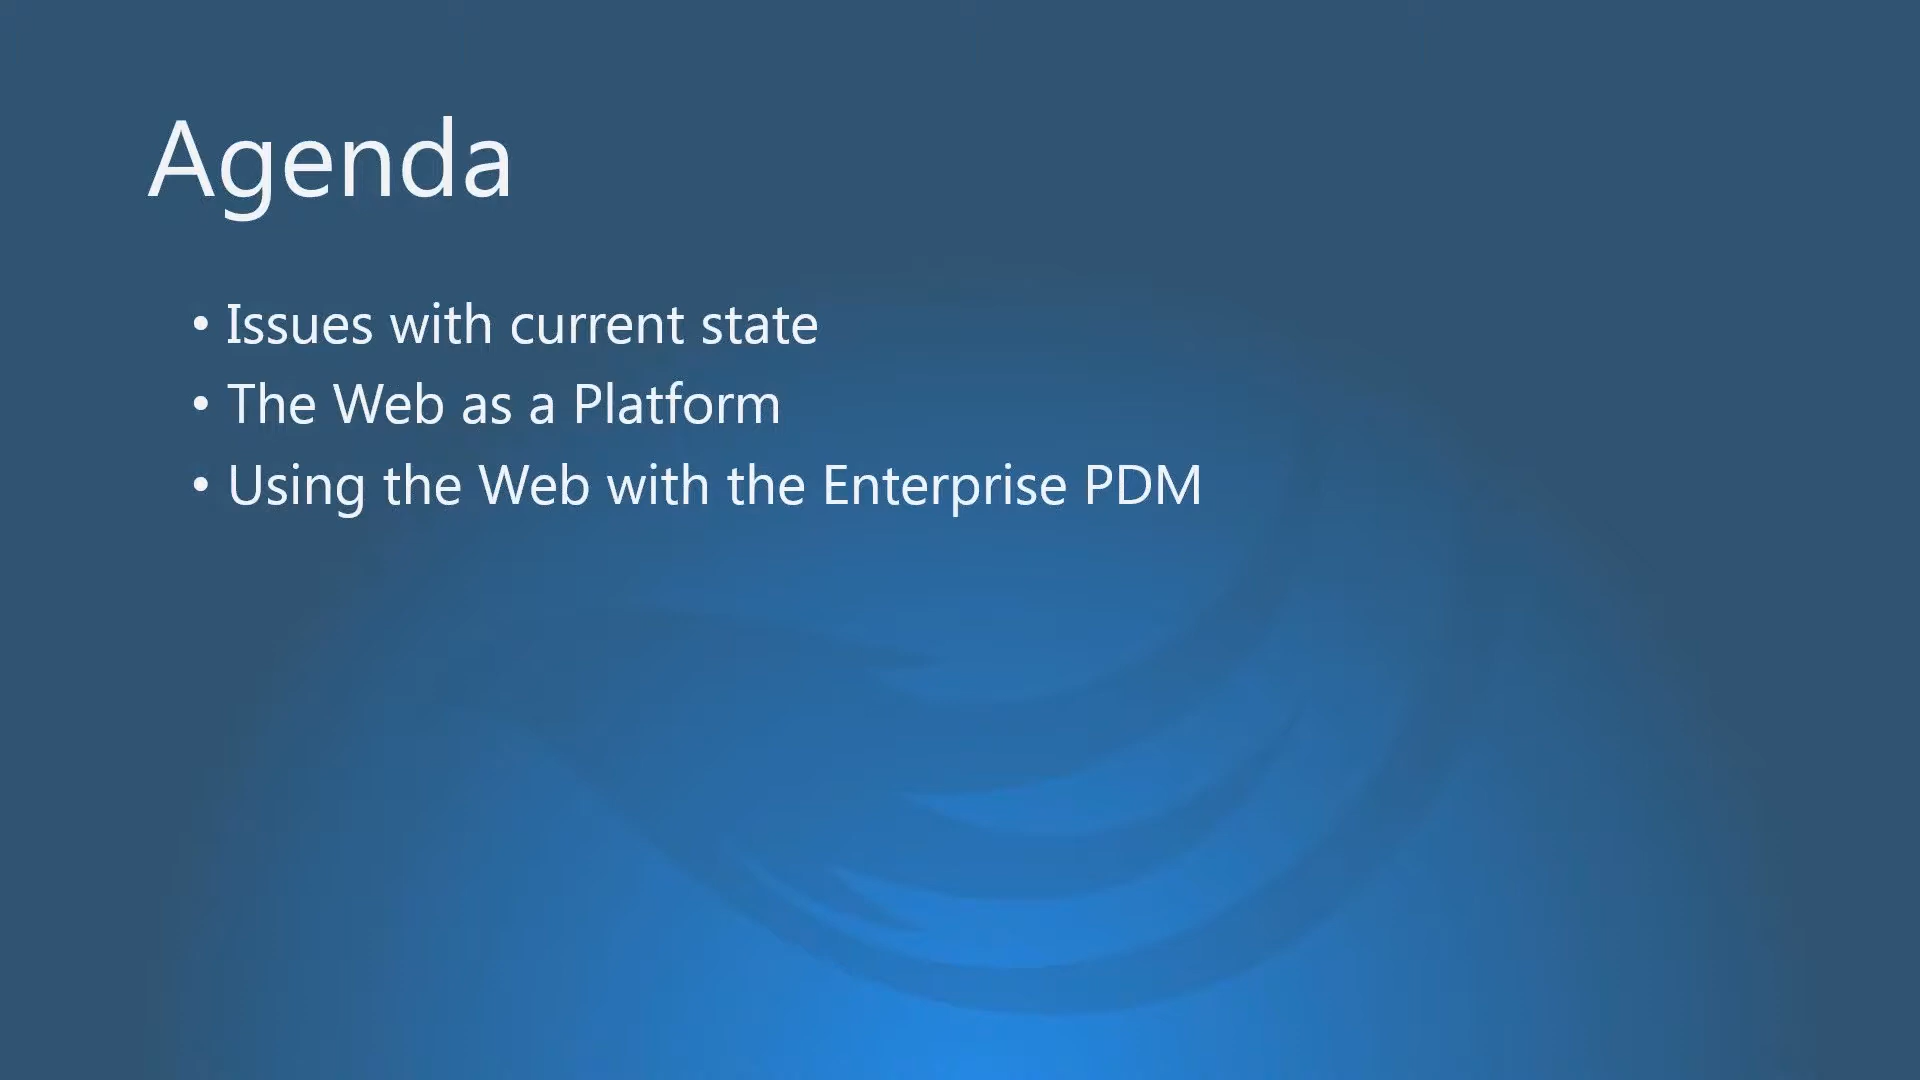 Agenda
• Issues with current state
• The Web as a Platform
• Using the Web with the Enterprise PDM